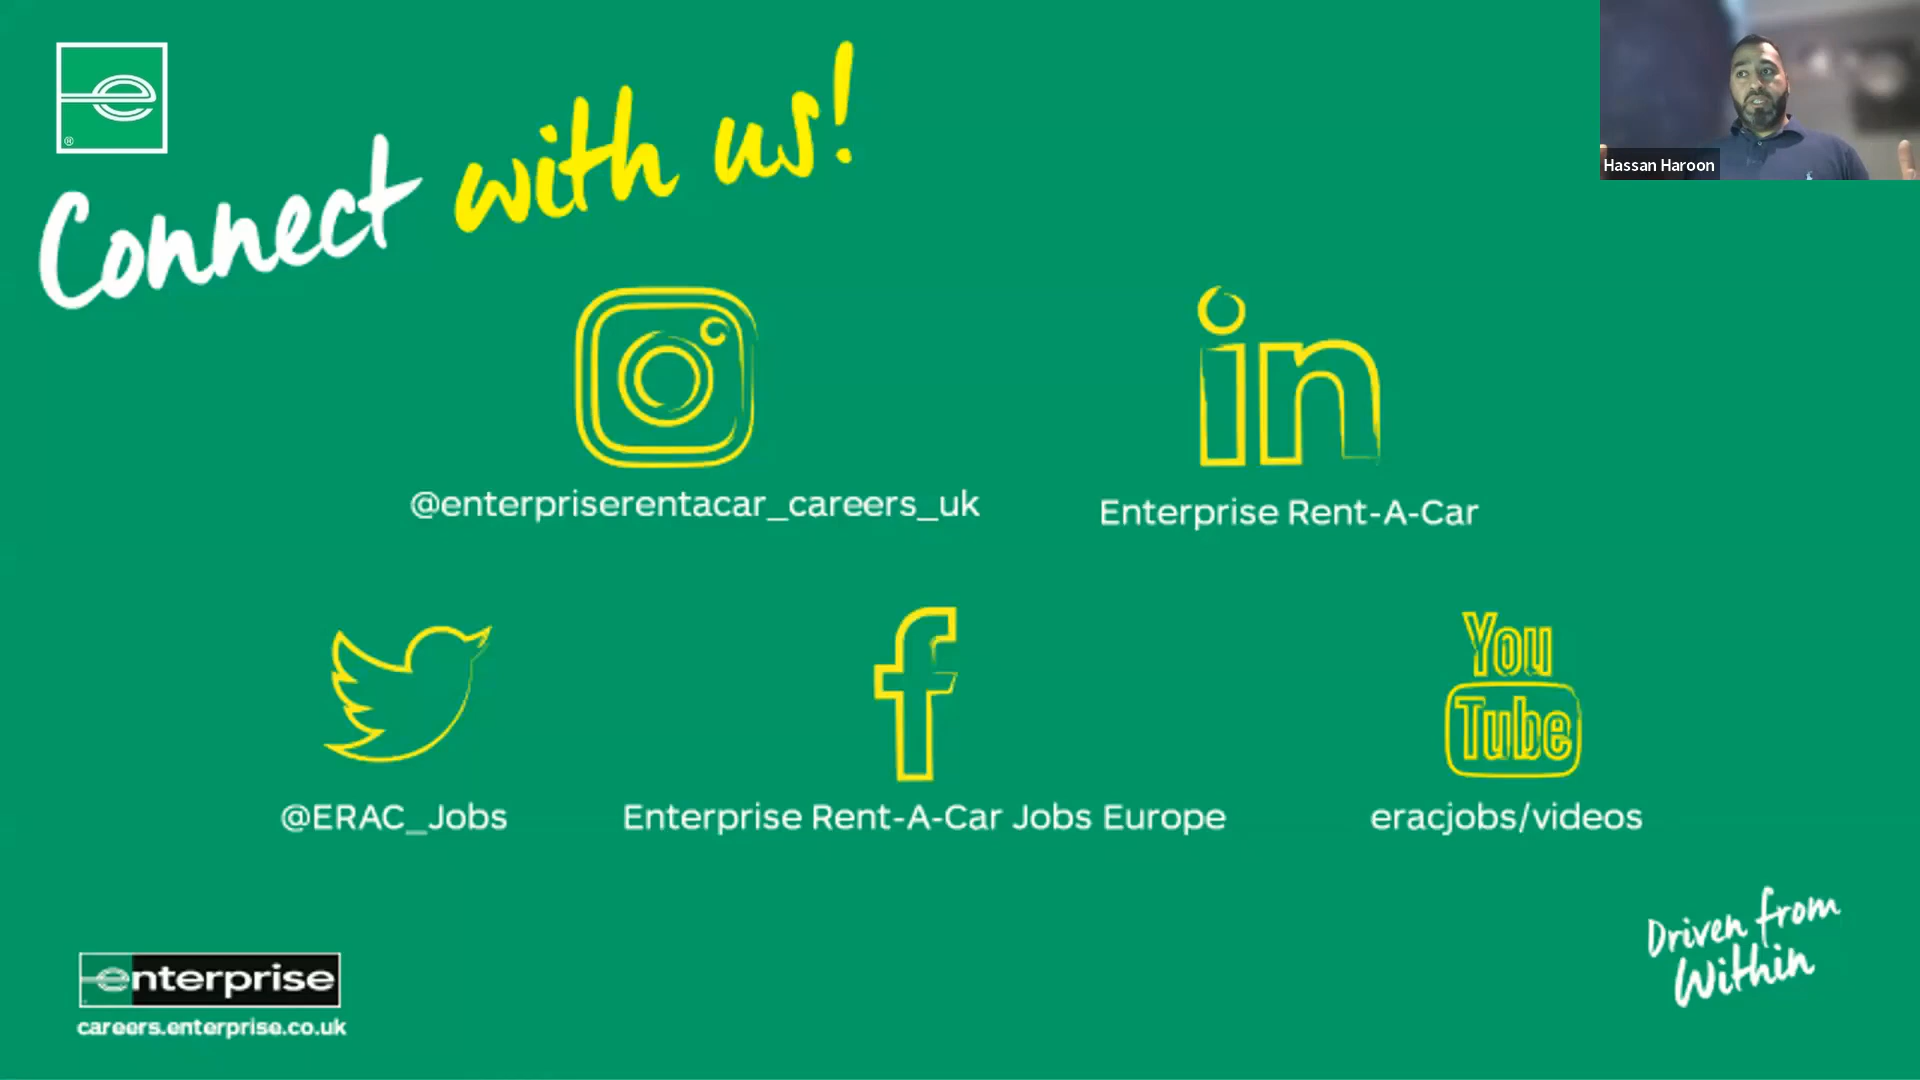 Connect with us!
Hassan Haroon
in
@enterpriserentacar_careers_uk
Enterprise Rent-A-Car
f
You
Tube
@ERAC_Jobs
Enterprise Rent-A-Car Jobs Europe
eracjobs/videos
Driven from
Within
enterprise
careers.enterprise.co.uk